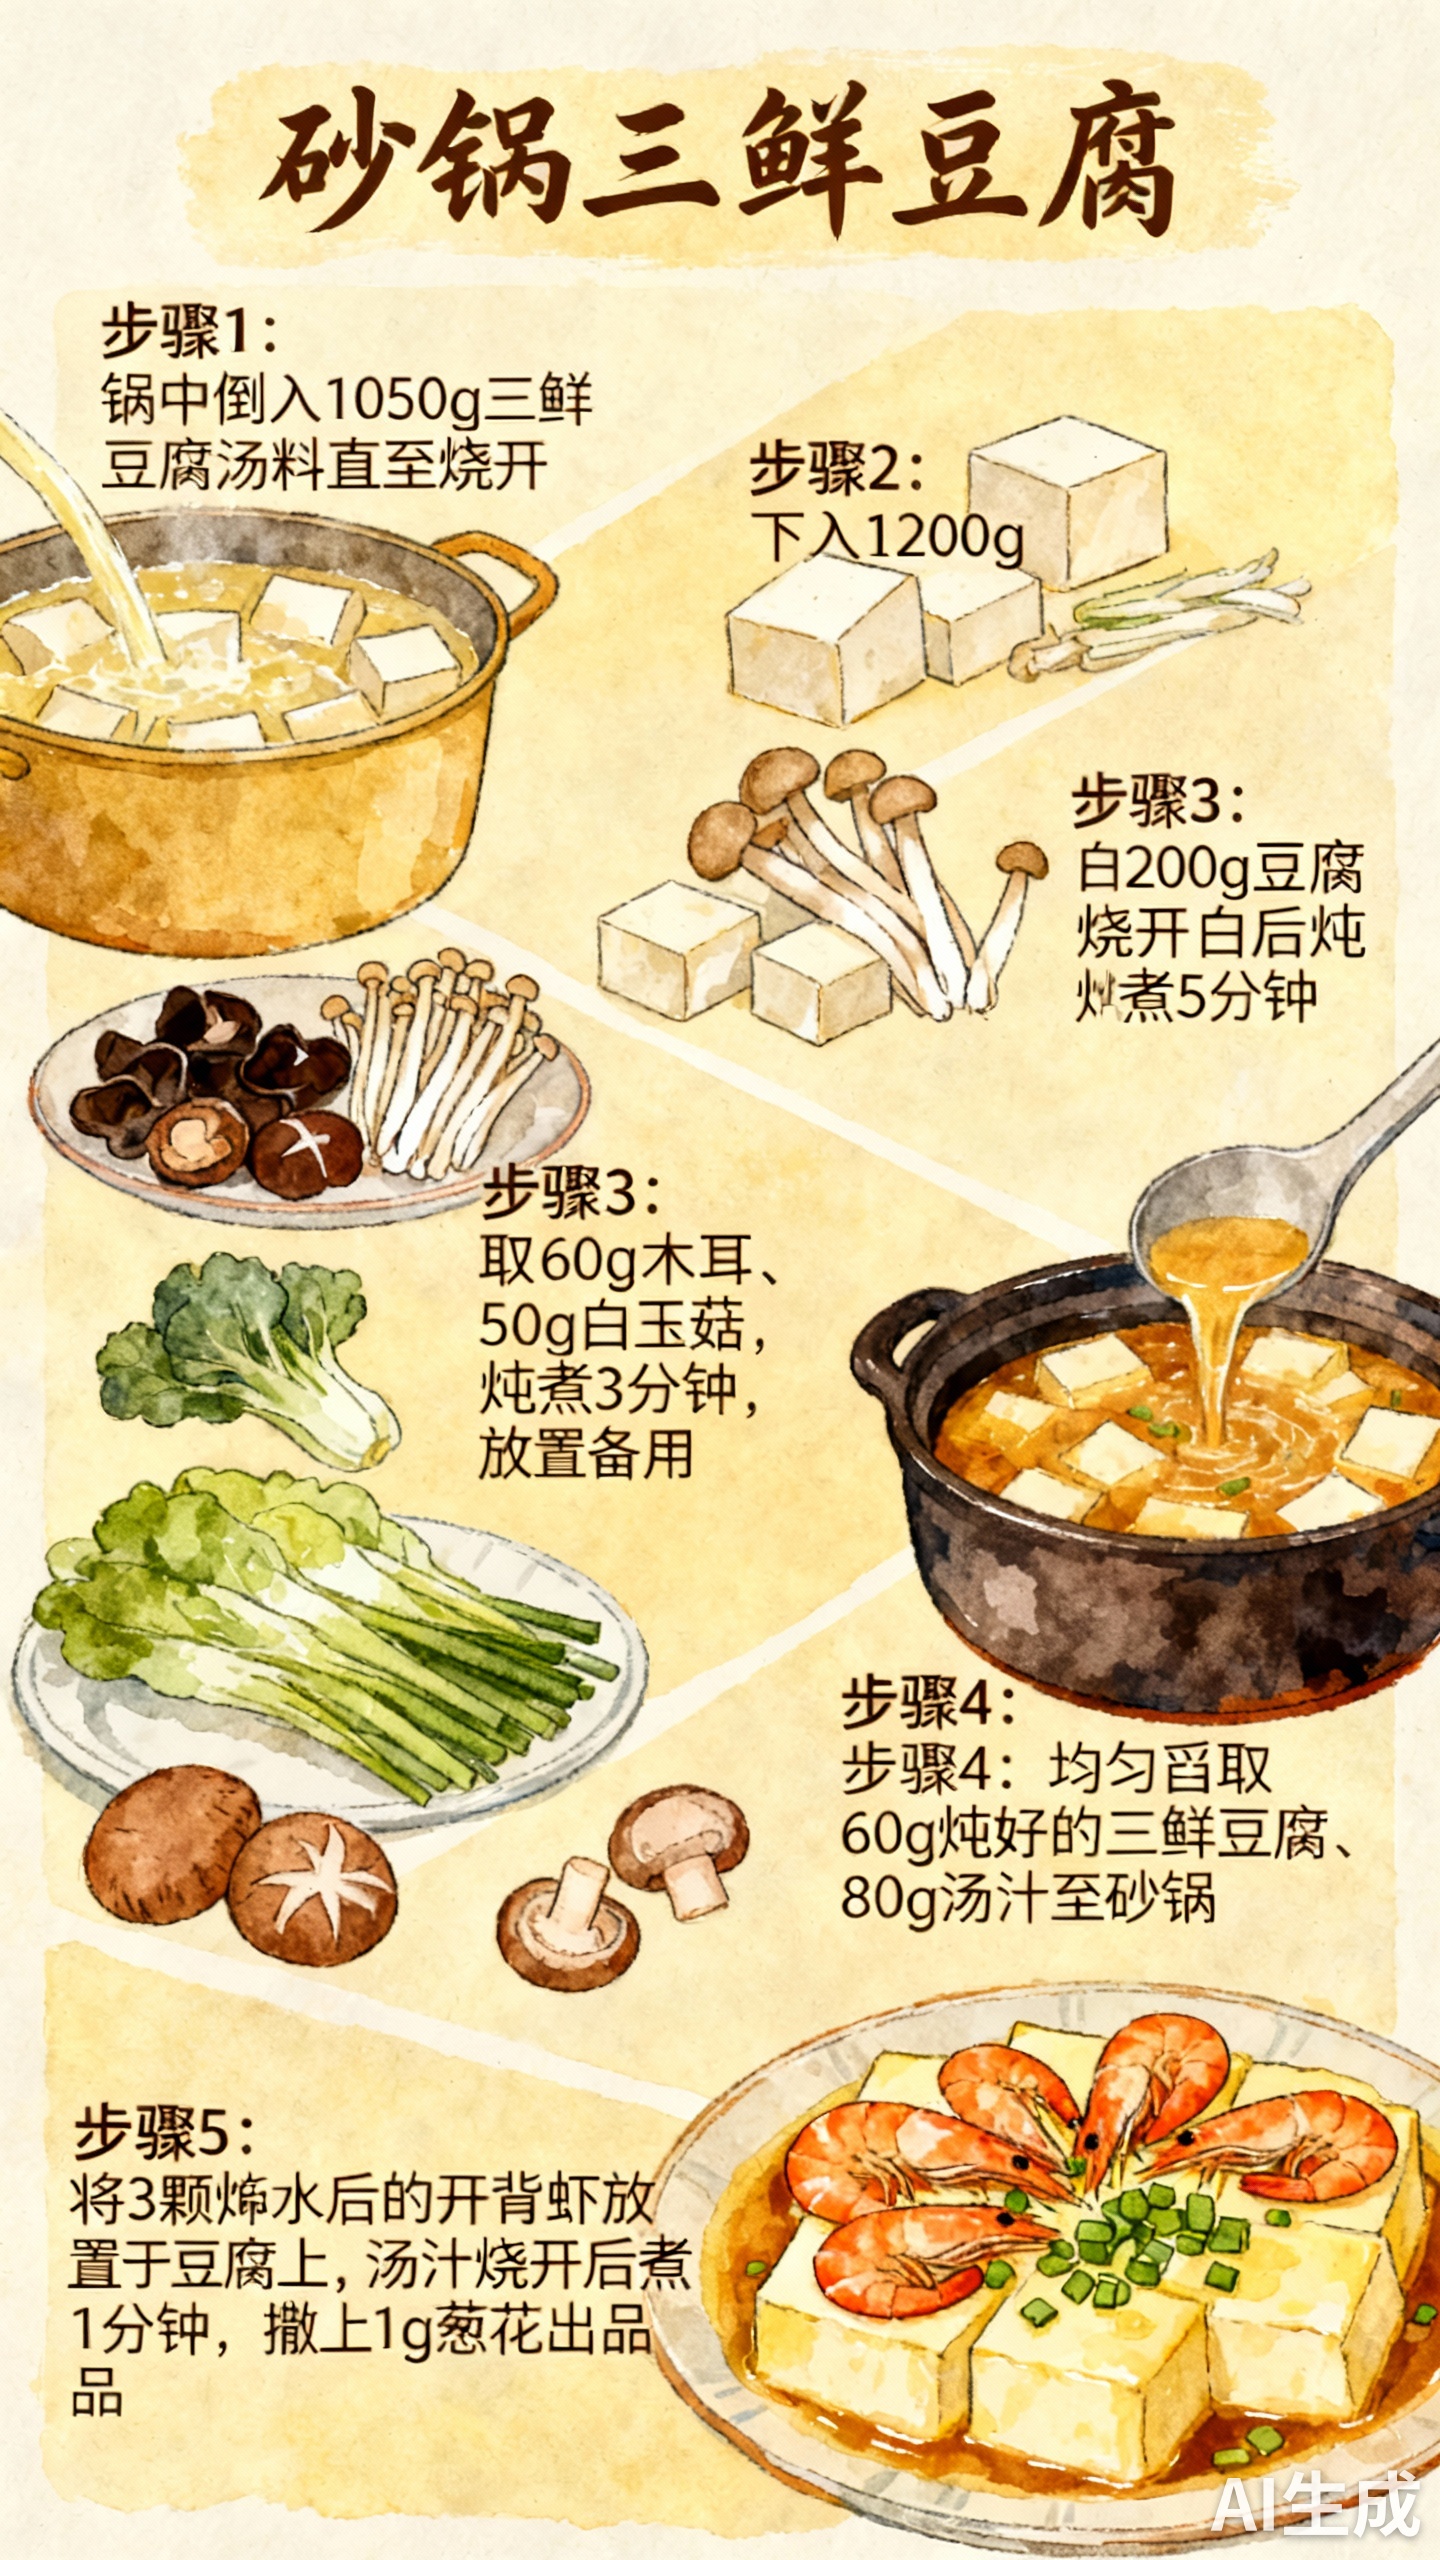 砂锅三鲜豆腐
步骤1：
锅中倒入1050g三鲜
豆腐汤料直至烧开
步骤2：
下入1200g
步骤3：
白200g豆腐
烧开白后炖
煮5分钟
步骤3：
取60g木耳、
50g白玉菇，
炖煮3分钟，
放置备用
步骤4：
步骤4：均匀舀取
60g炖好的三鲜豆腐、
80g汤汁至砂锅
步骤5：
将3颗水后的开背虾放
置于豆腐上，汤汁烧开后煮
1分钟，撒上1g葱花出品
品
AI生成